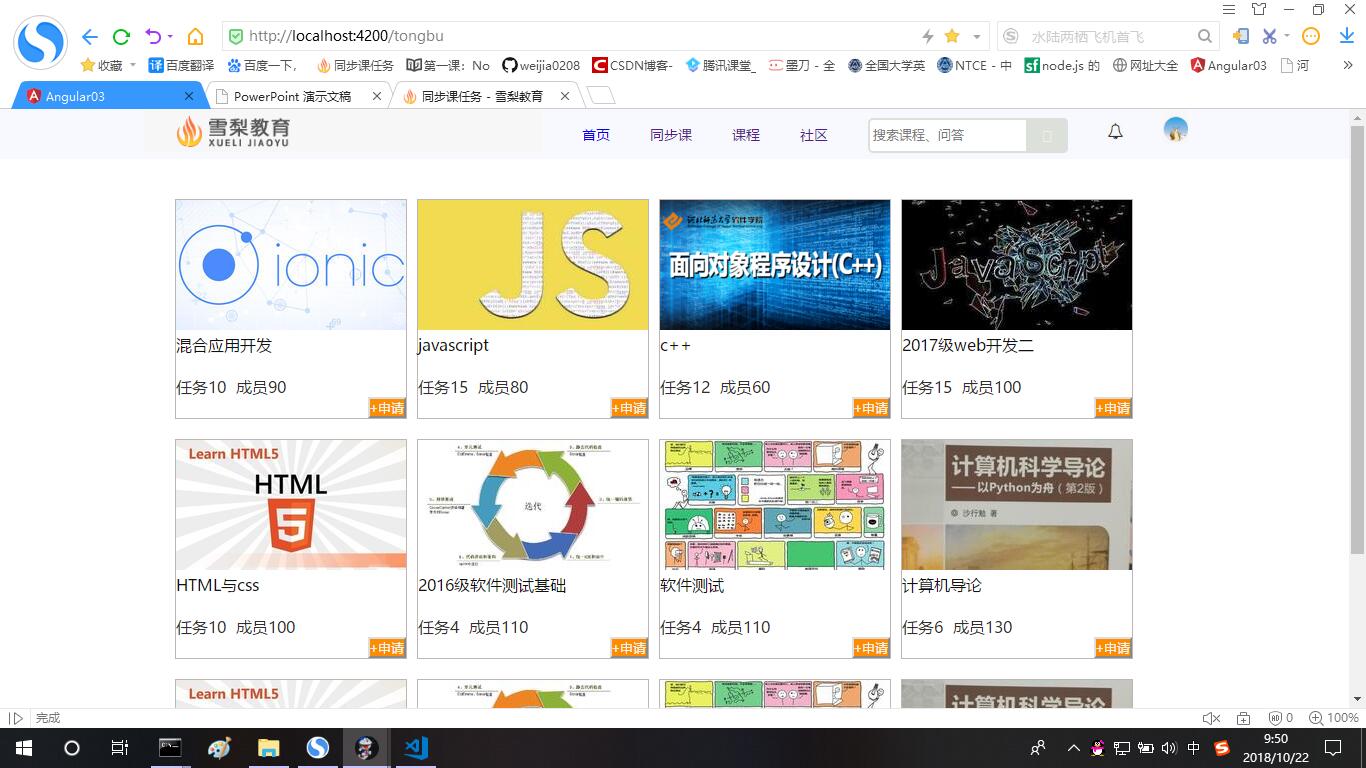 http://localhost:4200/tongbu
水陆两栖飞机首飞
收藏 百度翻译 百度一下， 同步课任务 第一课：No weijia0208 CSDN博客- 腾讯课堂_ 墨刀 - 全 全国大学英 NTCE - 中 node.js 的 网址大全 Angular03 河 »
Angular03 PowerPoint 演示文稿 同步课任务 - 雪梨教育
雪梨教育
XUELI JIAOYU
首页 同步课 课程 社区 搜索课程、问答
ionic
JS
面向对象程序设计(C++)
JavaScript
混合应用开发 javascript c++ 2017级web开发二
任务10 成员90 任务15 成员80 任务12 成员60 任务15 成员100
+申请 +申请 +申请 +申请
Learn HTML5
HTML
5
迭代
计算机科学导论
——以Python为舟（第2版）
沙行勉 著
HTML与css 2016级软件测试基础 软件测试 计算机导论
任务10 成员100 任务4 成员110 任务4 成员110 任务6 成员130
+申请 +申请 +申请 +申请
Learn HTML5
计算机科学导论
完成 0 100%
中
9:50
2018/10/22